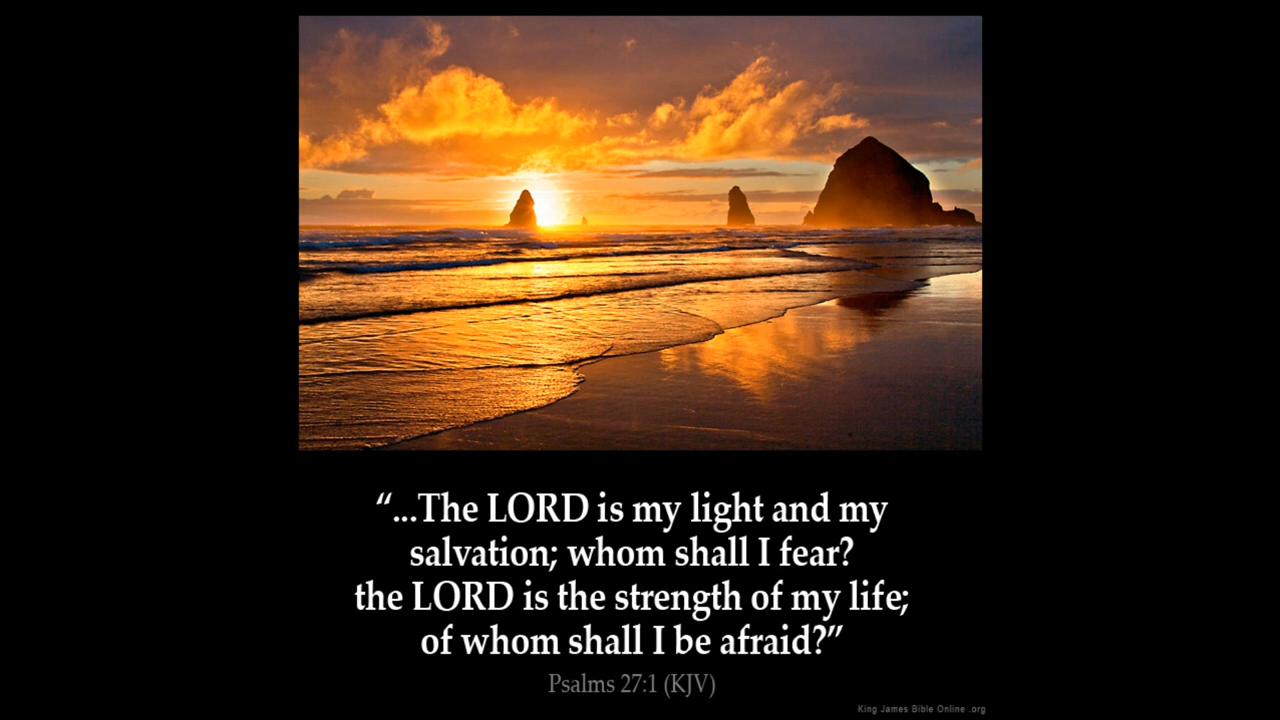 “...The LORD is my light and my
salvation; whom shall I fear?
the LORD is the strength of my life;
of whom shall I be afraid?”
Psalms 27:1 (KJV)
King James Bible Online .org